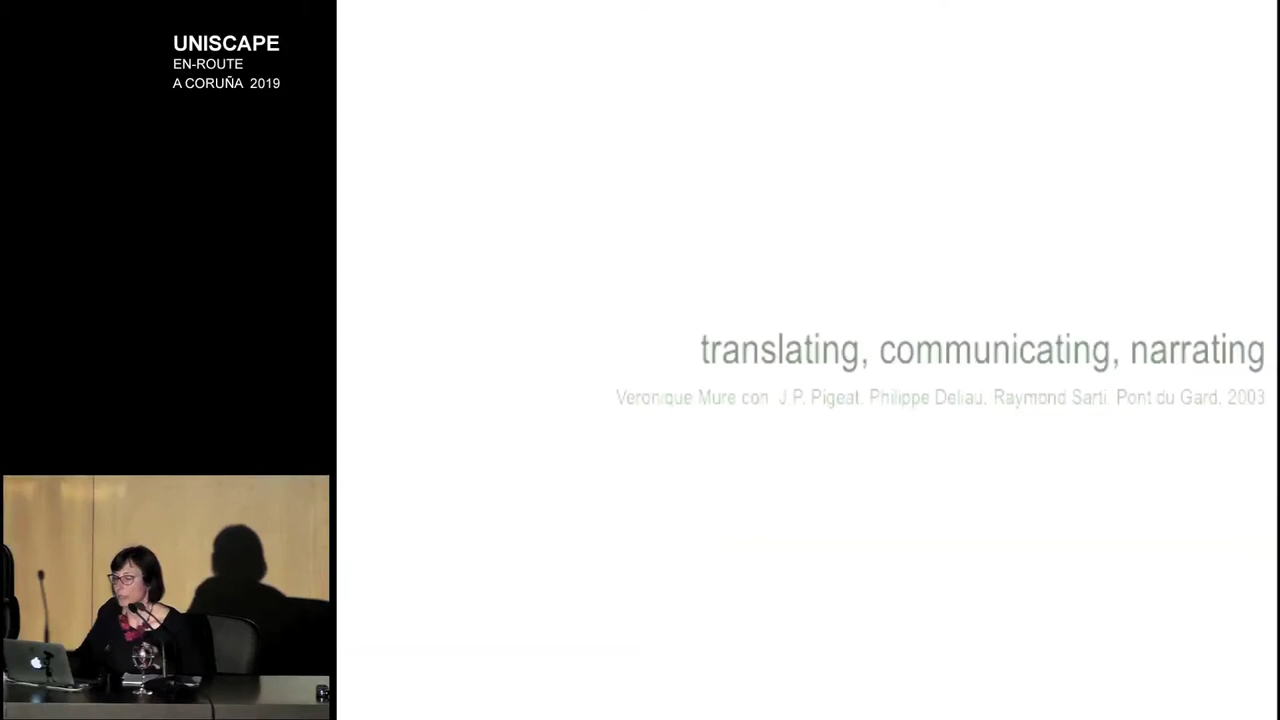 UNISCAPE
EN-ROUTE
A CORUÑA 2019
translating, communicating, narrating
Veronique Mure con J.P. Pigeat, Philippe Deliau, Raymond Sarti, Pont du Gard, 2003